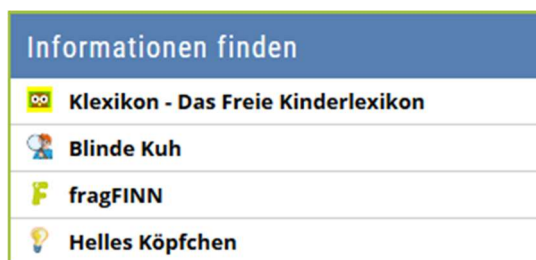 Informationen finden
Klexikon - Das Freie Kinderlexikon
Blinde Kuh
fragFINN
Helles Köpfchen